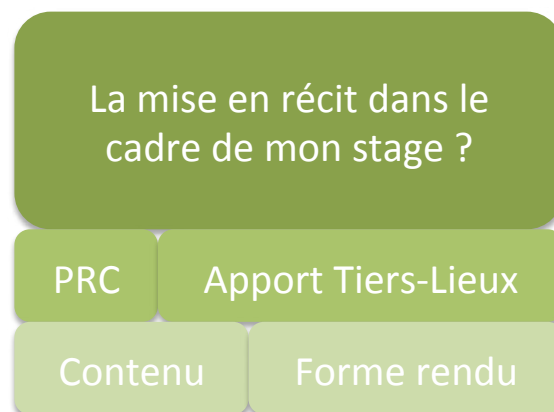 La mise en récit dans le
cadre de mon stage ?
PRC
Apport Tiers-Lieux
Contenu
Forme rendu